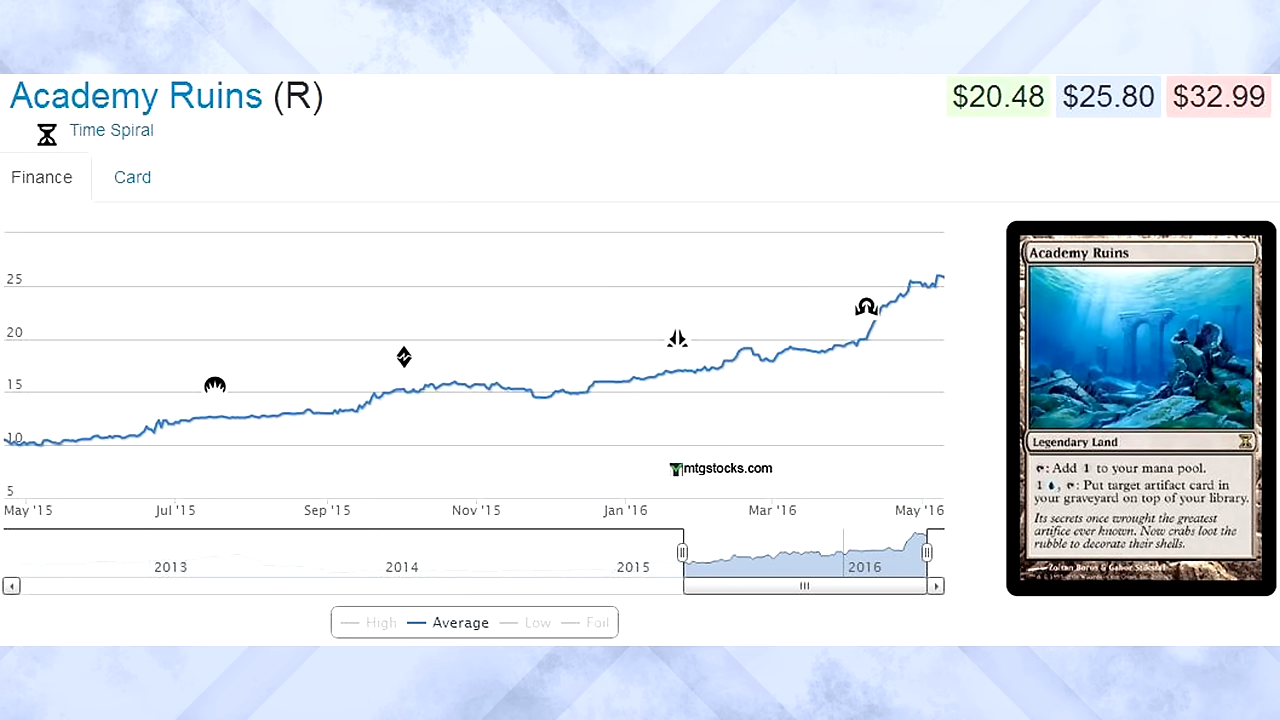 Academy Ruins (R)
$20.48 $25.80 $32.99
Time Spiral
Finance Card
25
20
15
10
5
mtgstocks.com
May '15 Jul '15 Sep '15 Nov '15 Jan '16 Mar '16 May '16
2013 2014 2015 2016
High Average Low Foil
Academy Ruins
Legendary Land
: Add 1 to your mana pool.
1 , : Put target artifact card in
your graveyard on top of your library.
Its secrets once wrought the greatest
artifice ever known. Now crabs loot the
rubble to decorate their shells.
Zoltan Boros & Gabor Szikszai